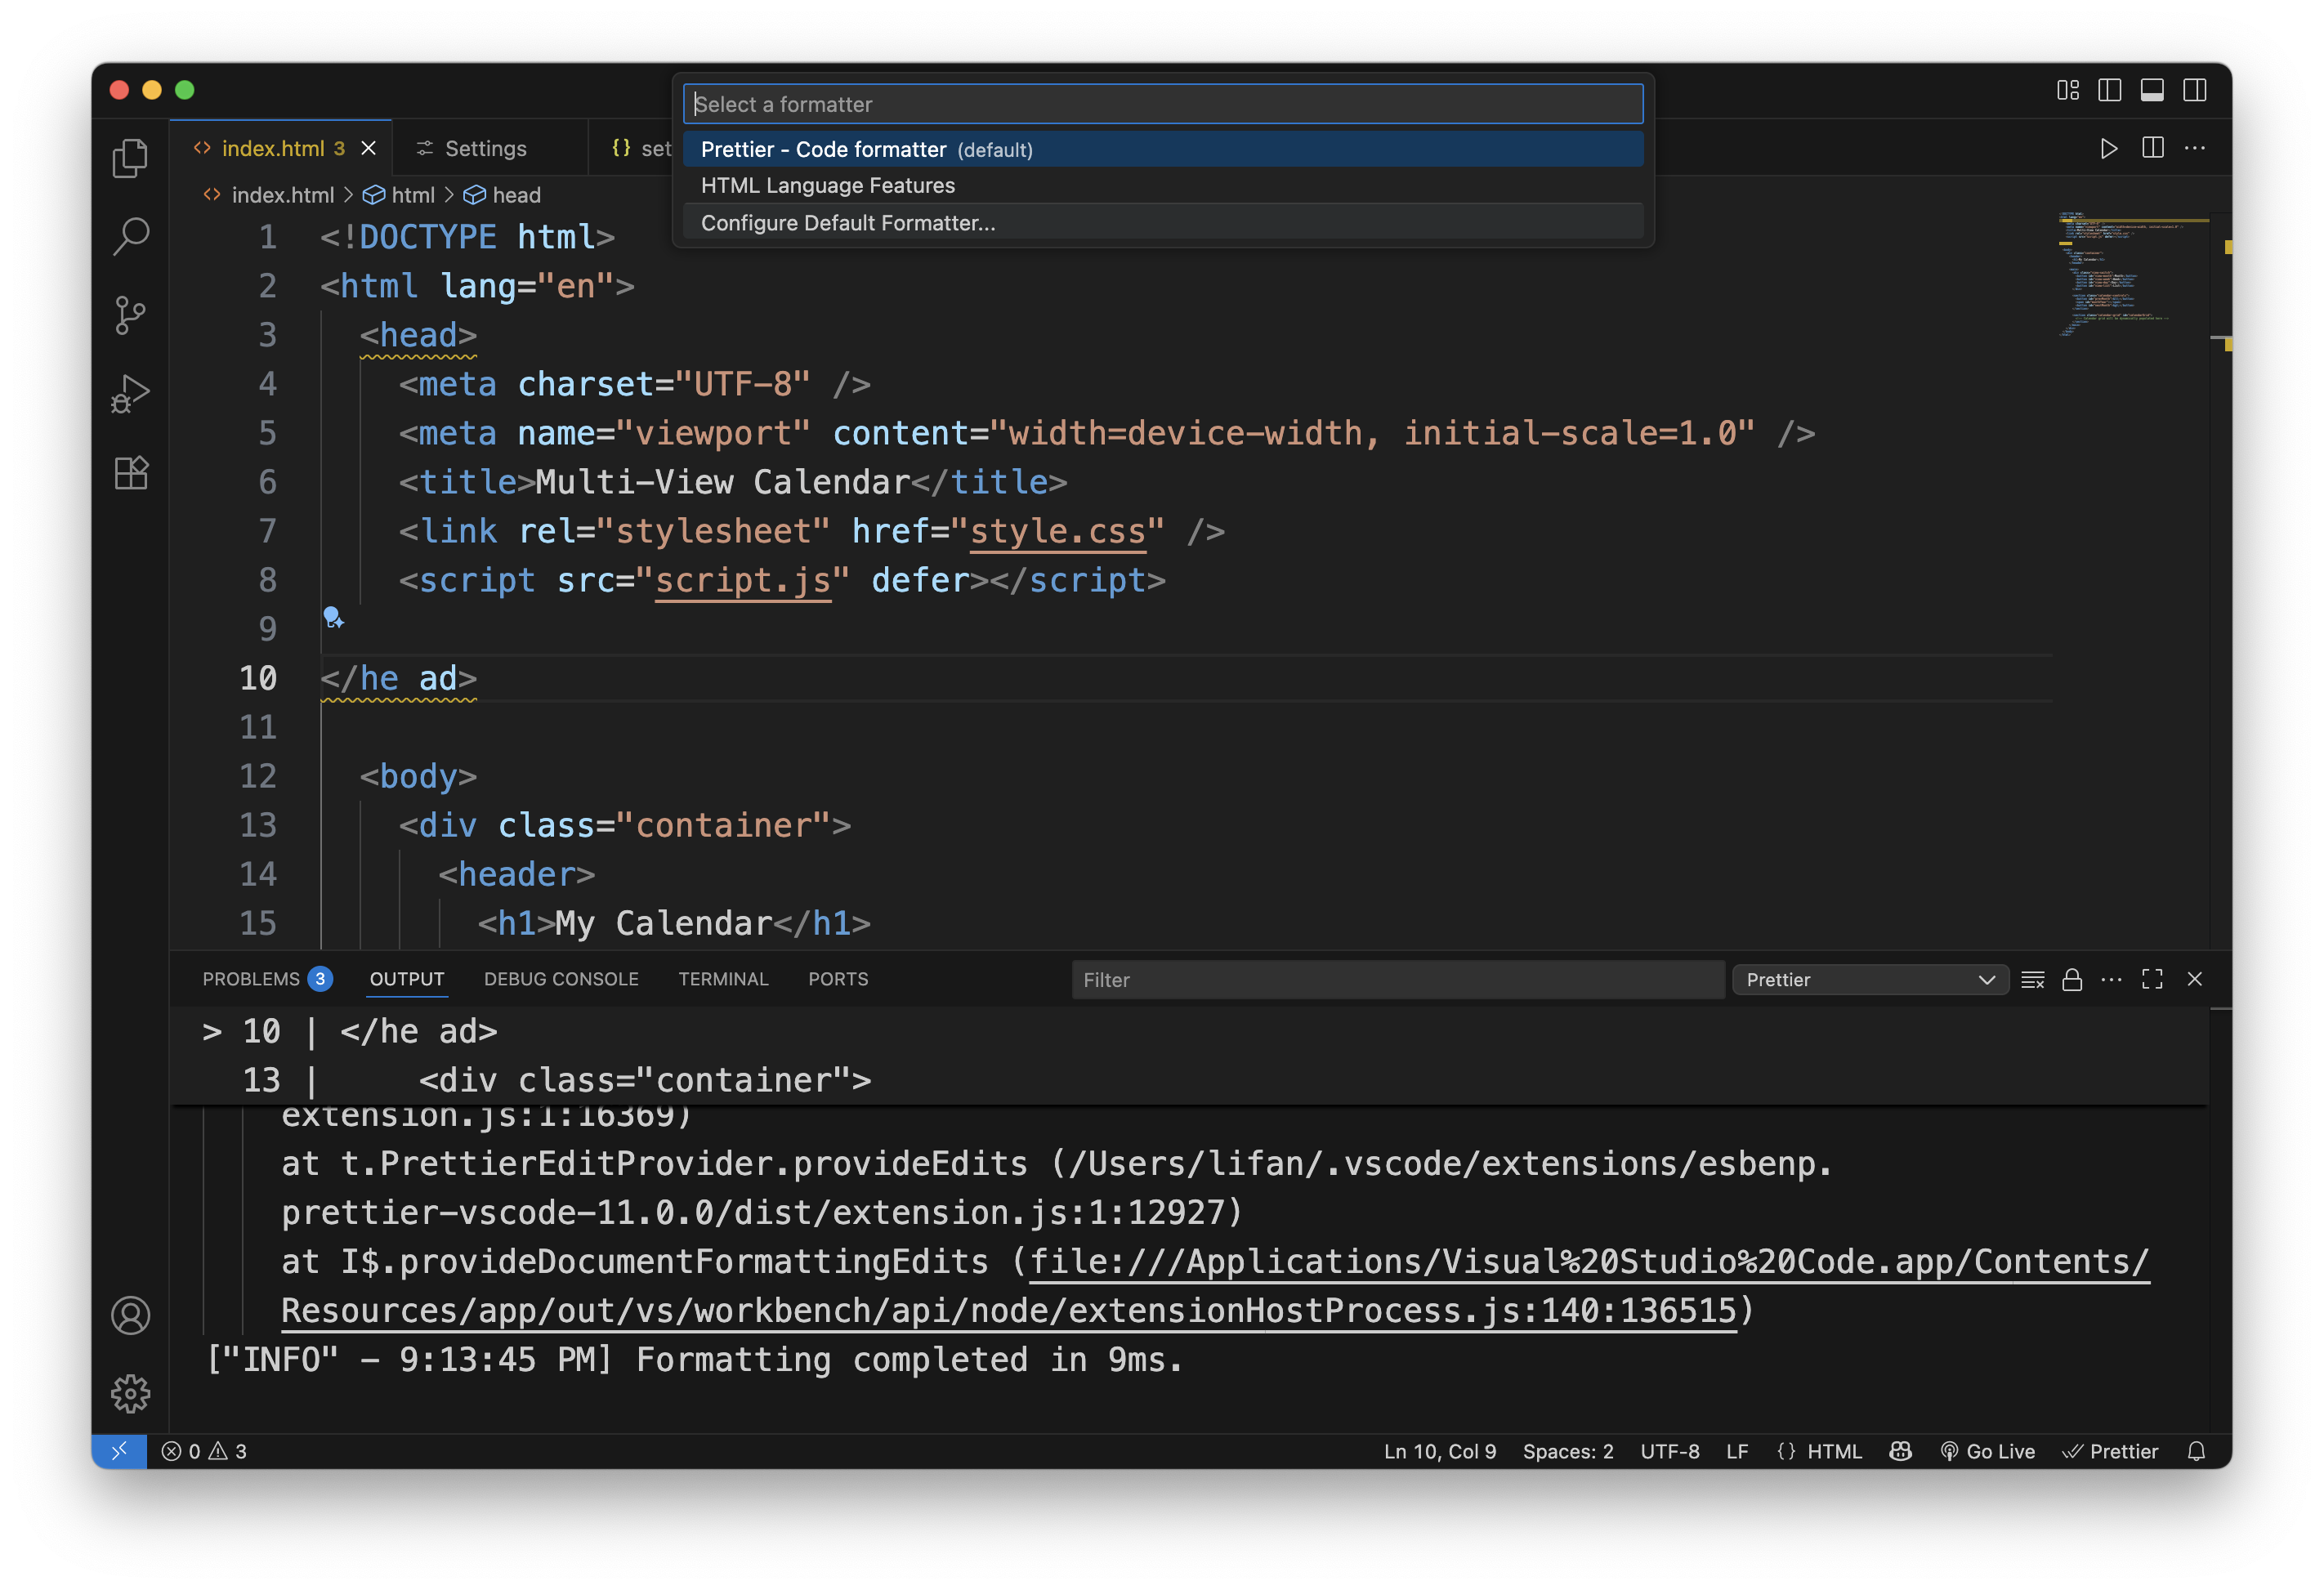 Select a formatter
Prettier - Code formatter (default)
HTML Language Features
Configure Default Formatter...
index.html 3
Settings
{} set
index.html > html > head
1 <!DOCTYPE html>
2 <html lang="en">
3 <head>
4 <meta charset="UTF-8" />
5 <meta name="viewport" content="width=device-width, initial-scale=1.0" />
6 <title>Multi-View Calendar</title>
7 <link rel="stylesheet" href="style.css" />
8 <script src="script.js" defer></script>
9
10 </he ad>
11
12 <body>
13 <div class="container">
14 <header>
15 <h1>My Calendar</h1>
PROBLEMS 3 OUTPUT DEBUG CONSOLE TERMINAL PORTS Filter Prettier
> 10 | </he ad>
13 | <div class="container">
extension.js:1:16369)
at t.PrettierEditProvider.provideEdits (/Users/lifan/.vscode/extensions/esbenp.
prettier-vscode-11.0.0/dist/extension.js:1:12927)
at I$.provideDocumentFormattingEdits (file:///Applications/Visual%20Studio%20Code.app/Contents/
Resources/app/out/vs/workbench/api/node/extensionHostProcess.js:140:136515)
["INFO" - 9:13:45 PM] Formatting completed in 9ms.
0 3 Ln 10, Col 9 Spaces: 2 UTF-8 LF {} HTML Go Live Prettier